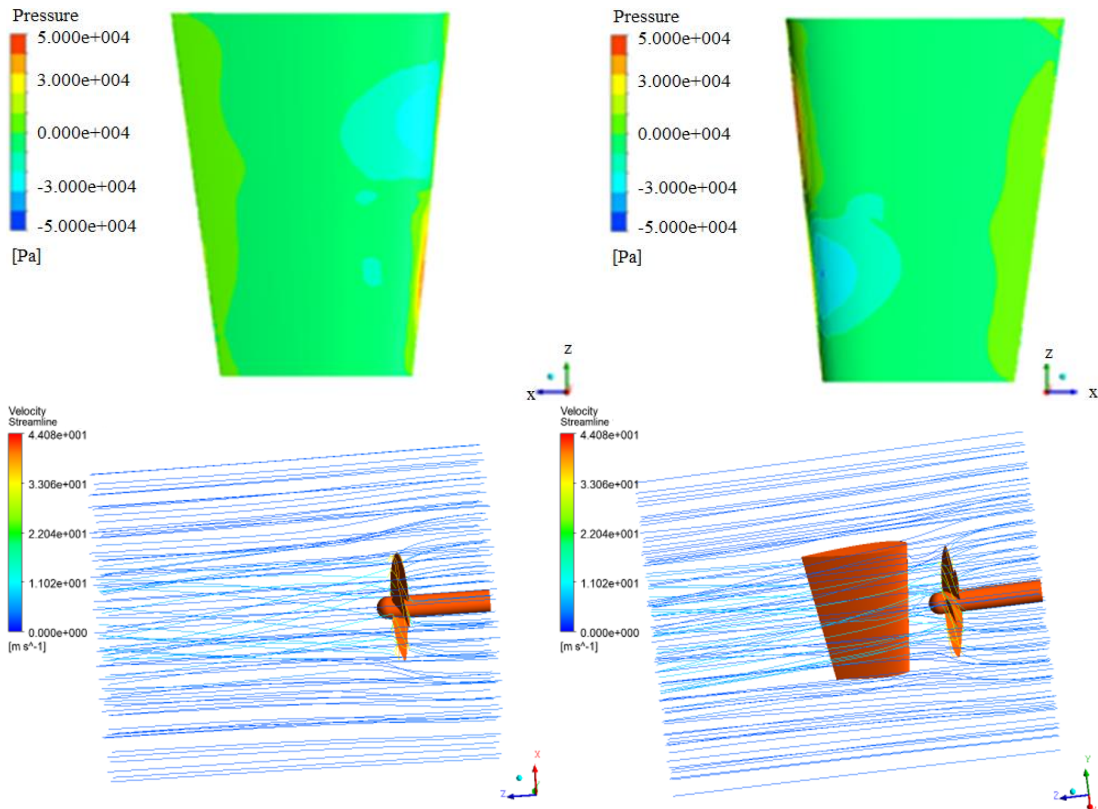 Pressure
5.000e+004
3.000e+004
0.000e+004
-3.000e+004
-5.000e+004
[Pa]
z
x
Pressure
5.000e+004
3.000e+004
0.000e+004
-3.000e+004
-5.000e+004
[Pa]
z
x
Velocity
Streamline
4.408e+001
3.306e+001
2.204e+001
1.102e+001
0.000e+000
[m s^-1]
X
Z
Velocity
Streamline
4.408e+001
3.306e+001
2.204e+001
1.102e+001
0.000e+000
[m s^-1]
Y
Z